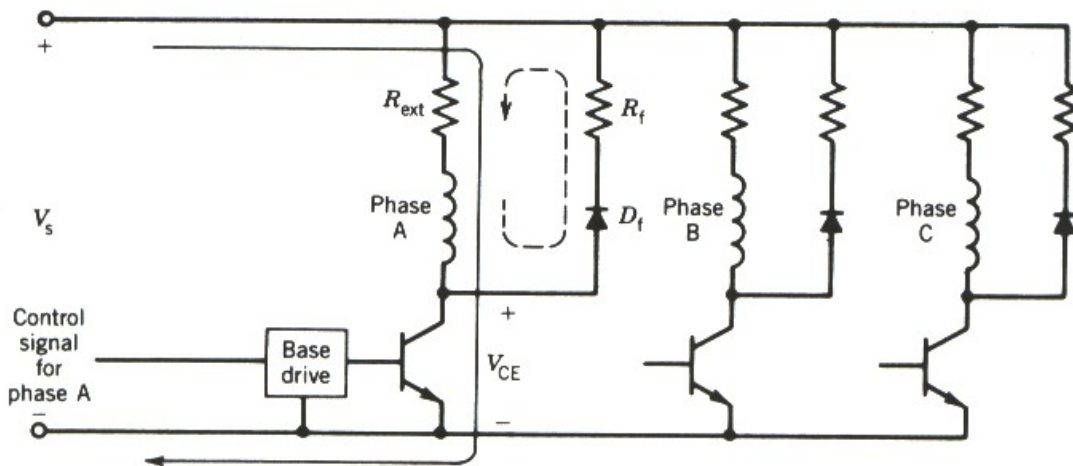 +
R_ext
R_f
Phase
A
D_f
Phase
B
Phase
C
V_s
+
Control
signal
for
phase A
Base
drive
V_CE
−
−